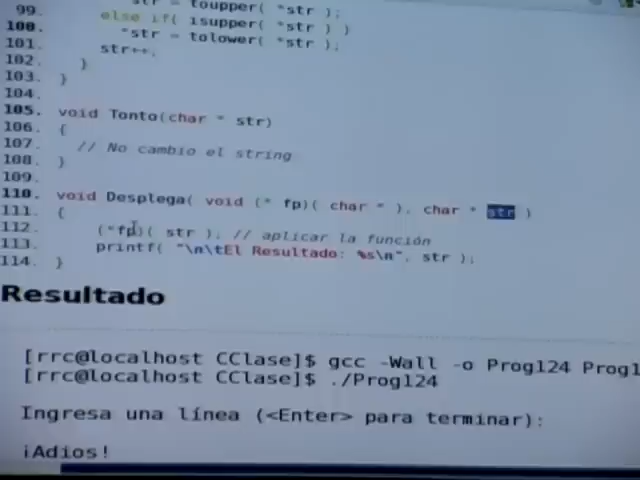 99. str = toupper( *str );
100. else if( isupper( *str ) )
101. *str = tolower( *str );
102. str++;
103. }
104. }
105. void Tonto(char * str)
106. {
107. // No cambio el string
108. }
109.
110. void Desplega( void (* fp)( char * ), char * str )
111. {
112. (*fp)( str ); // aplicar la función
113. printf( "\n\tEl Resultado: %s\n", str );
114. }
Resultado
[rrc@localhost CClase]$ gcc -Wall -o Prog124 Prog1
[rrc@localhost CClase]$ ./Prog124
Ingresa una línea (<Enter> para terminar):
¡Adios!